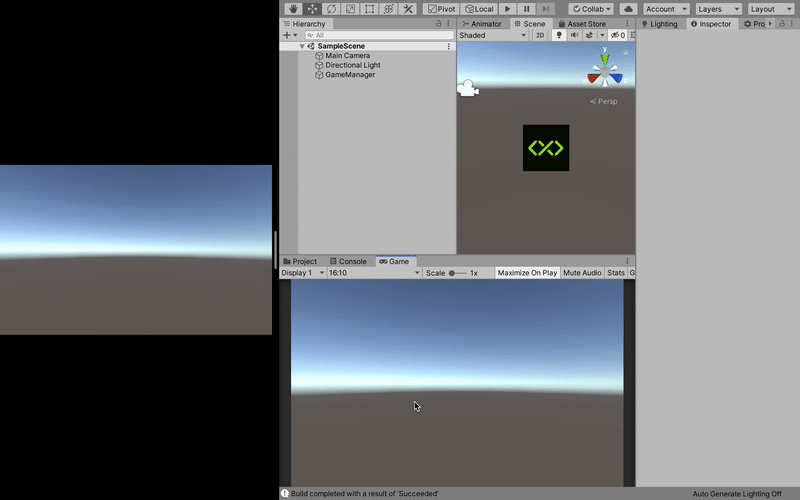 Pivot Local Collab Account Layers Layout
Hierarchy Animator Scene Asset Store Lighting Inspector Pro
All Shaded 2D 0
SampleScene
Main Camera
Directional Light
GameManager
y
Persp
Project Console Game
Display 1 16:10 Scale 1x Maximize On Play Mute Audio Stats G
Build completed with a result of 'Succeeded' Auto Generate Lighting Off